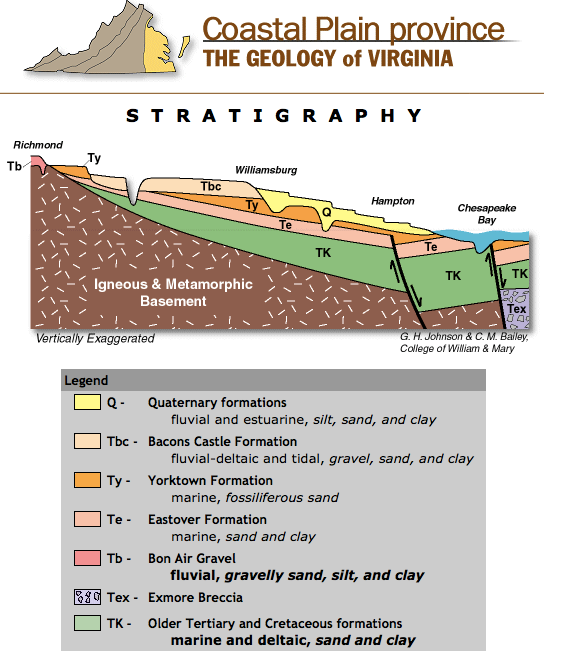 Coastal Plain province
THE GEOLOGY of VIRGINIA
STRATIGRAPHY
Richmond
Tb
Ty
Williamsburg
Tbc
Ty
Q
Hampton
Chesapeake
Bay
Te
Te
TK
TK
TK
Tex
Igneous & Metamorphic
Basement
Vertically Exaggerated
G. H. Johnson & C. M. Bailey,
College of William & Mary
Legend
Q - Quaternary formations
fluvial and estuarine, silt, sand, and clay
Tbc - Bacons Castle Formation
fluvial-deltaic and tidal, gravel, sand, and clay
Ty - Yorktown Formation
marine, fossiliferous sand
Te - Eastover Formation
marine, sand and clay
Tb - Bon Air Gravel
fluvial, gravelly sand, silt, and clay
Tex - Exmore Breccia
TK - Older Tertiary and Cretaceous formations
marine and deltaic, sand and clay